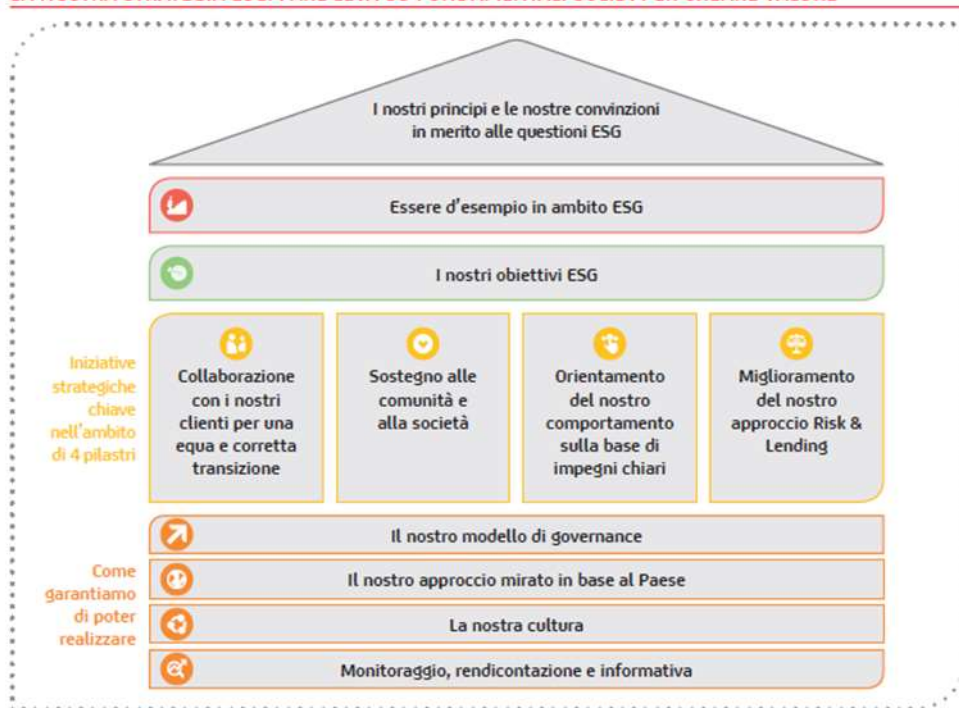 I nostri principi e le nostre convinzioni
in merito alle questioni ESG
Essere d'esempio in ambito ESG
I nostri obiettivi ESG
Iniziative
strategiche
chiave
nell'ambito
di 4 pilastri
Collaborazione
con i nostri
clienti per una
equa e corretta
transizione
Sostegno alle
comunità e
alla società
Orientamento
del nostro
comportamento
sulla base di
impegni chiari
Miglioramento
del nostro
approccio Risk &
Lending
Come
garantiamo
di poter
realizzare
Il nostro modello di governance
Il nostro approccio mirato in base al Paese
La nostra cultura
Monitoraggio, rendicontazione e informativa